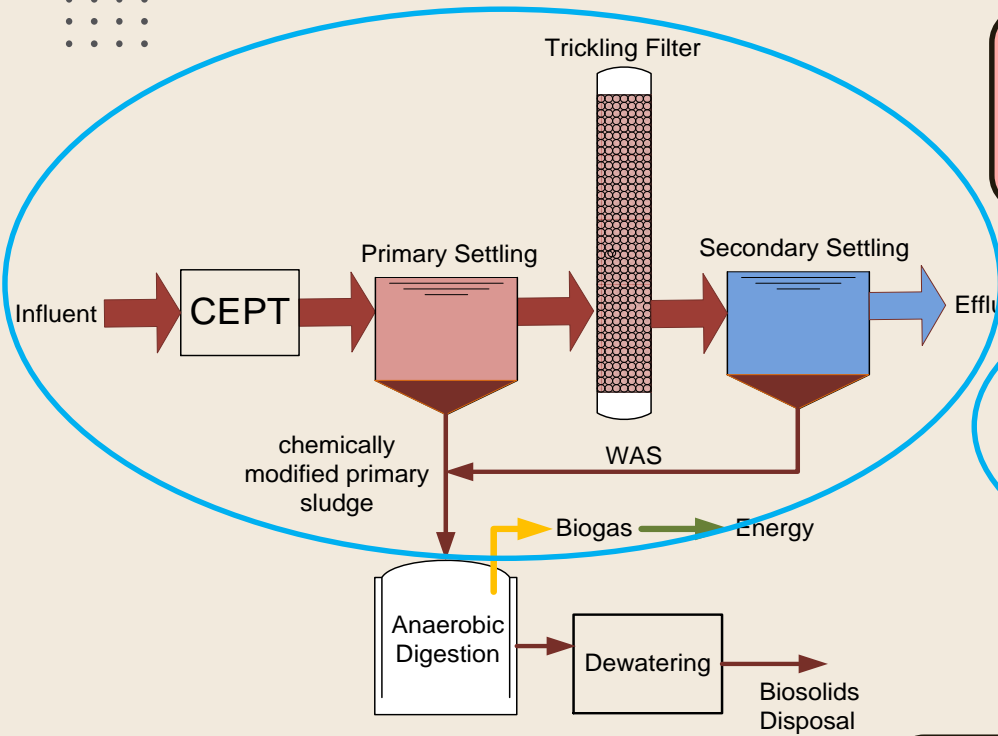 Trickling Filter
Primary Settling
Secondary Settling
Influent
CEPT
chemically
modified primary
sludge
WAS
Biogas
Energy
Anaerobic
Digestion
Dewatering
Biosolids
Disposal